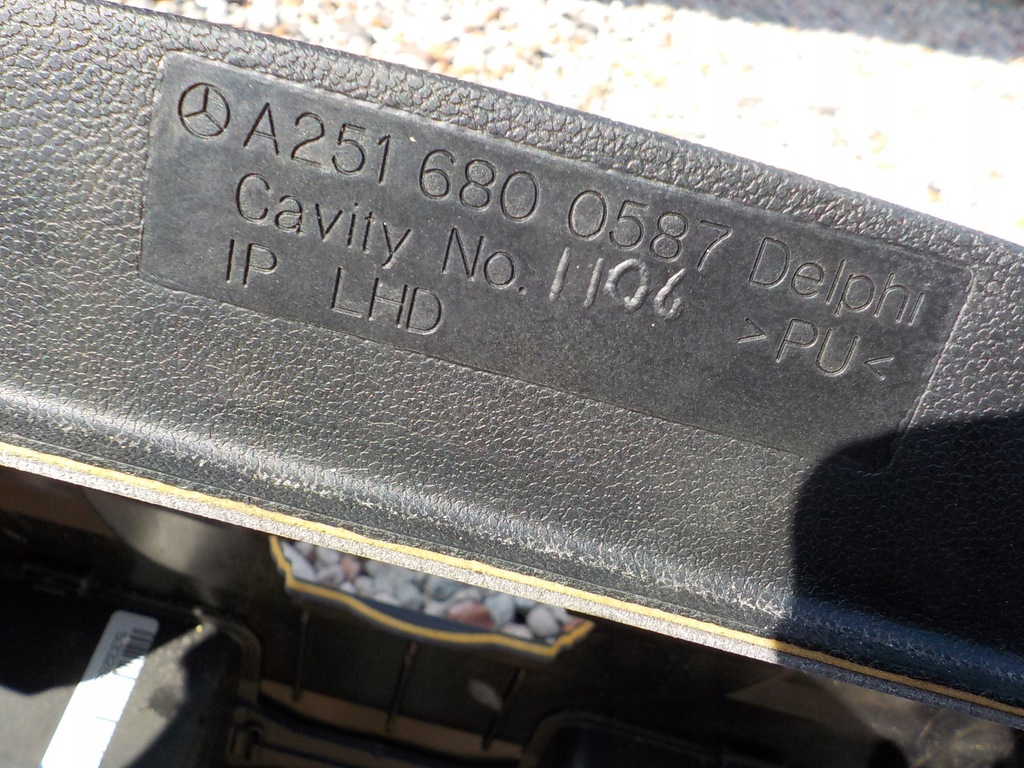 A251 680 0587 Delphi
Cavity No. 1106 >PU<
IP LHD